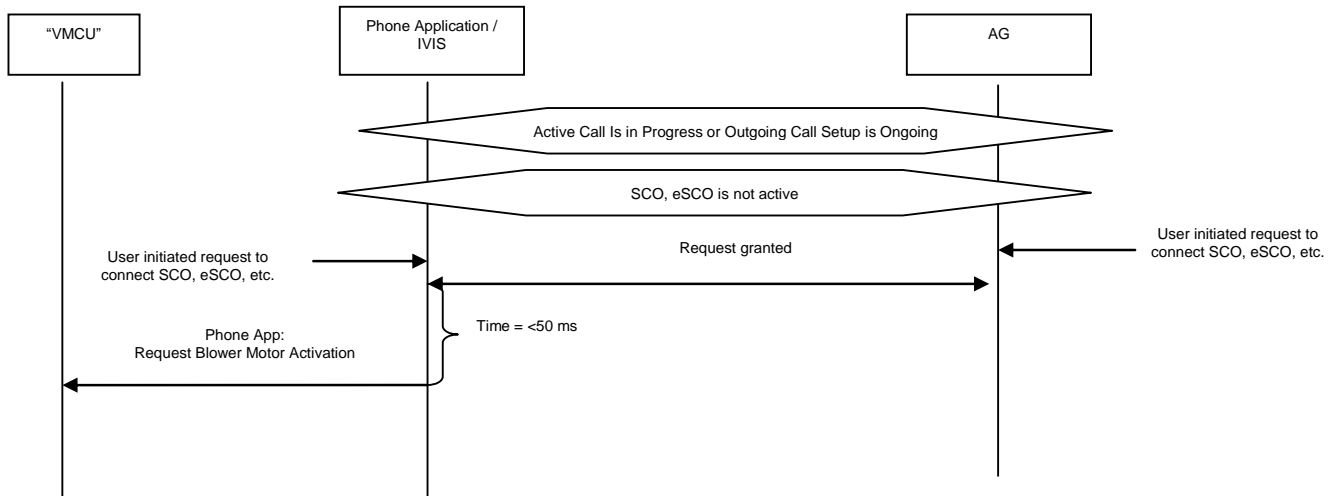 “VMCU”
Phone Application /
IVIS
AG
Active Call Is in Progress or Outgoing Call Setup is Ongoing
SCO, eSCO is not active
User initiated request to
connect SCO, eSCO, etc.
Request granted
User initiated request to
connect SCO, eSCO, etc.
Time = <50 ms
Phone App:
Request Blower Motor Activation